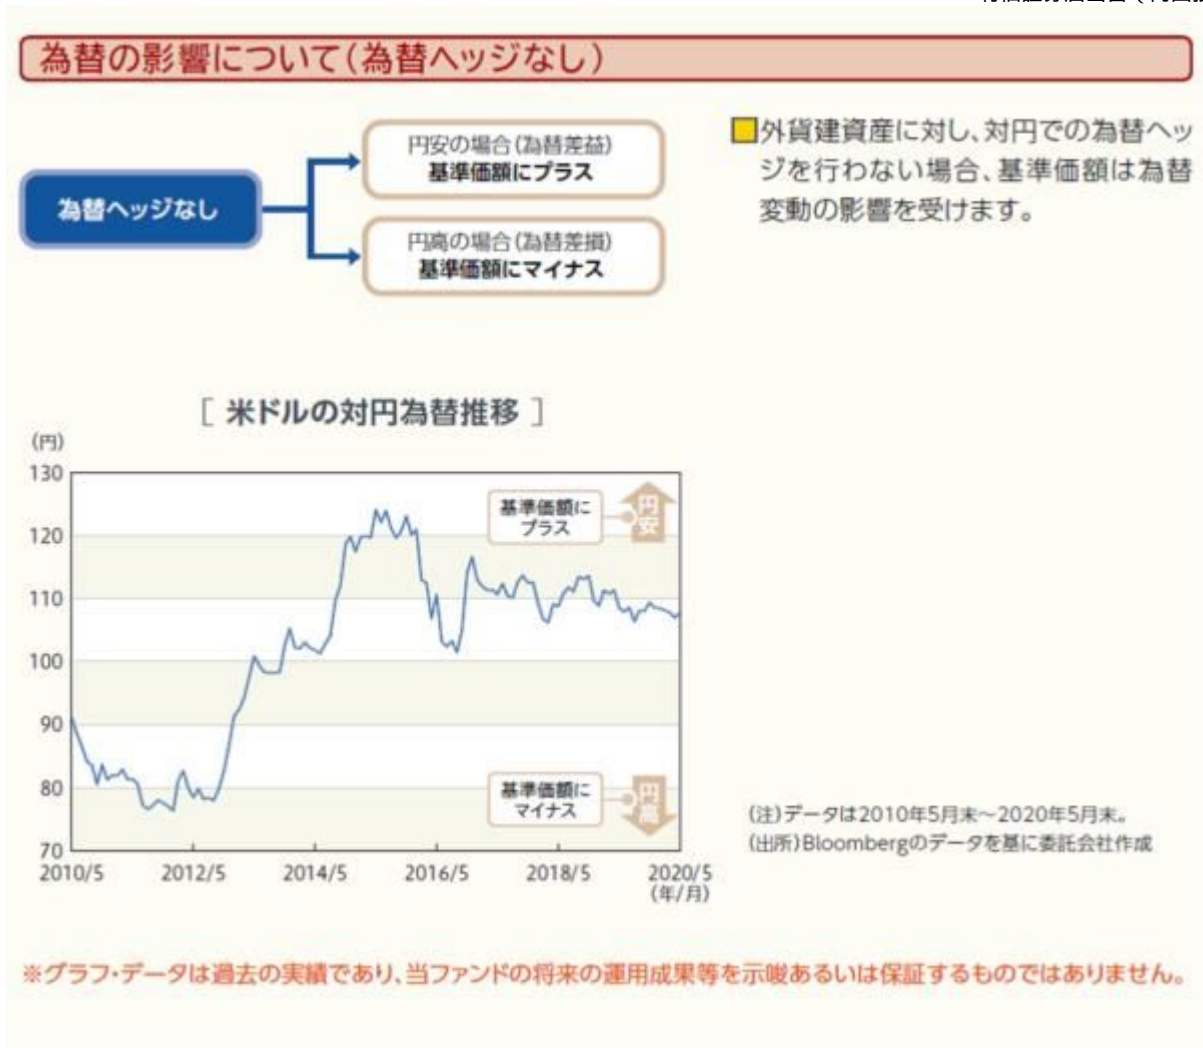 為替の影響について(為替ヘッジなし)
為替ヘッジなし
円安の場合(為替差益)
基準価額にプラス
円高の場合(為替差損)
基準価額にマイナス
外貨建資産に対し、対円での為替ヘッ
ジを行わない場合、基準価額は為替
変動の影響を受けます。
[ 米ドルの対円為替推移 ]
(円)
130
120
110
100
90
80
70
基準価額に
プラス
円安
基準価額に
マイナス
円高
2010/5 2012/5 2014/5 2016/5 2018/5 2020/5
(年/月)
(注)データは2010年5月末~2020年5月末。
(出所)Bloombergのデータを基に委託会社作成
※グラフ・データは過去の実績であり、当ファンドの将来の運用成果等を示唆あるいは保証するものではありません。